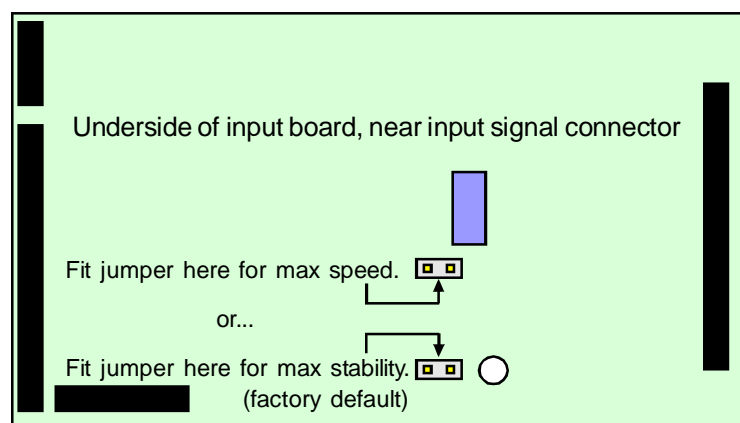 Underside of input board, near input signal connector
Fit jumper here for max speed.
or...
Fit jumper here for max stability.
(factory default)